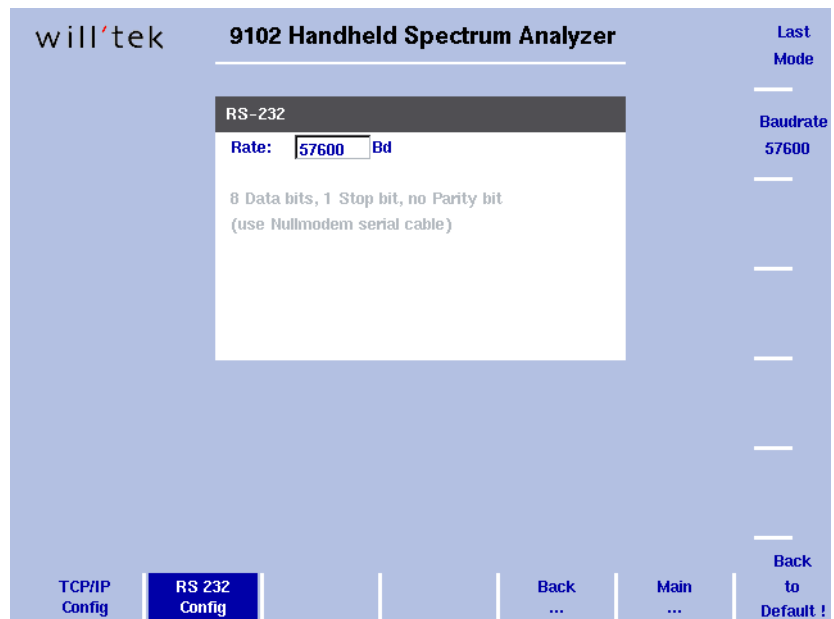 will'tek
9102 Handheld Spectrum Analyzer
Last
Mode
RS-232
Rate: 57600 Bd
8 Data bits, 1 Stop bit, no Parity bit
(use Nullmodem serial cable)
Baudrate
57600
TCP/IP
Config
RS 232
Config
Back
...
Main
...
Back
to
Default !